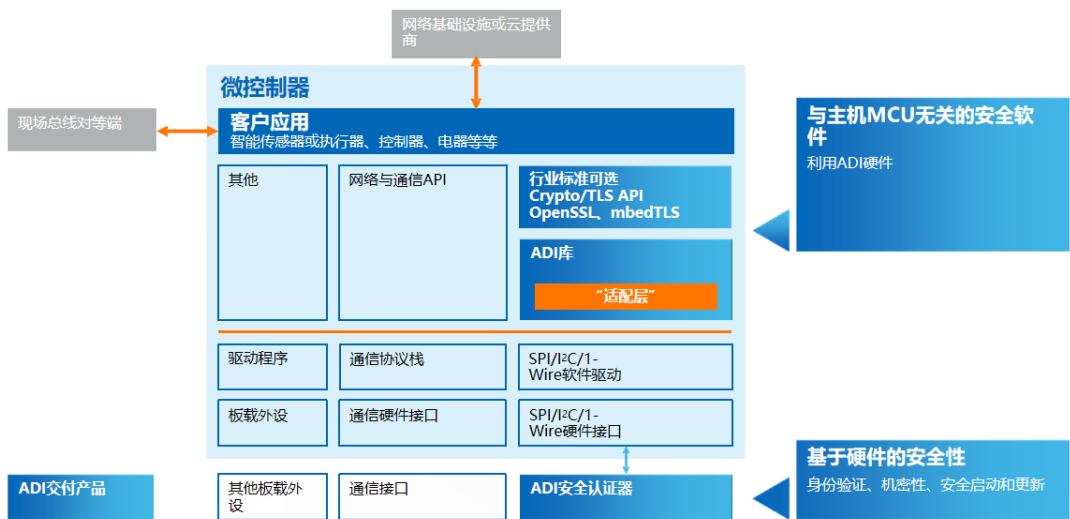 网络基础设施或云提供
商
微控制器
现场总线对等端
客户应用
智能传感器或执行器、控制器、电器等等
与主机MCU无关的安全软
件
利用ADI硬件
其他
网络与通信API
行业标准可选
Crypto/TLS API
OpenSSL、mbedTLS
ADI库
“适配层”
驱动程序
通信协议栈
SPI/I²C/1-
Wire软件驱动
板载外设
通信硬件接口
SPI/I²C/1-
Wire硬件接口
基于硬件的安全性
身份验证、机密性、安全启动和更新
ADI交付产品
其他板载外
设
通信接口
ADI安全认证器